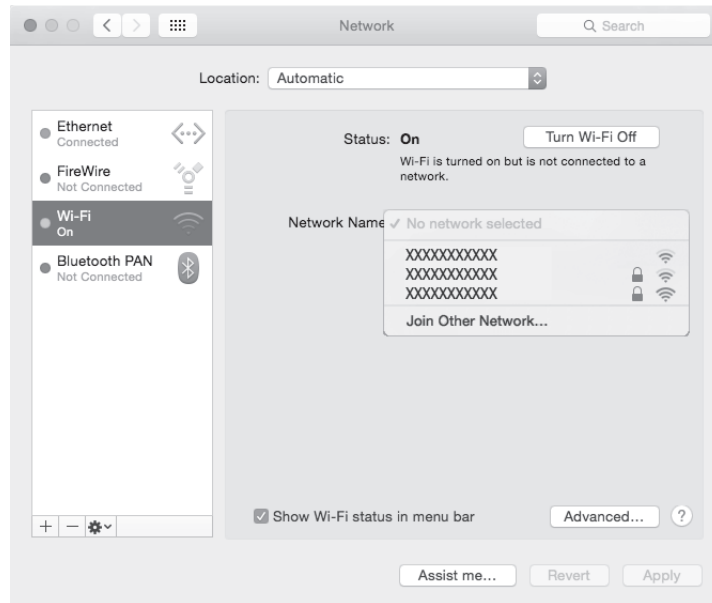 Network
Search
Location: Automatic
Ethernet
Connected
FireWire
Not Connected
Wi-Fi
On
Bluetooth PAN
Not Connected
Status: On
Turn Wi-Fi Off
Wi-Fi is turned on but is not connected to a
network.
Network Name
✓ No network selected
XXXXXXXXXXX
XXXXXXXXXXX
XXXXXXXXXXX
Join Other Network...
Show Wi-Fi status in menu bar
Advanced...
?
Assist me...
Revert
Apply